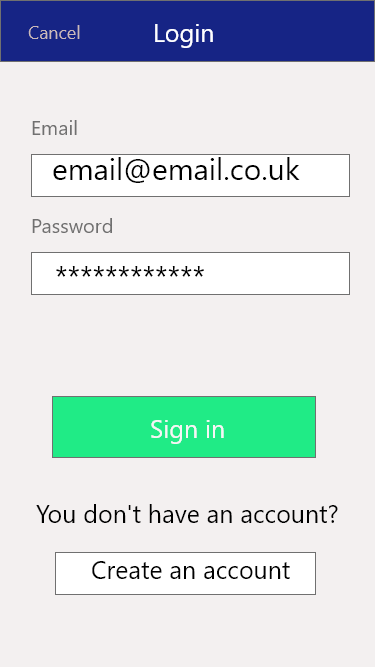 Cancel Login
Email
email@email.co.uk
Password
************
Sign in
You don't have an account?
Create an account